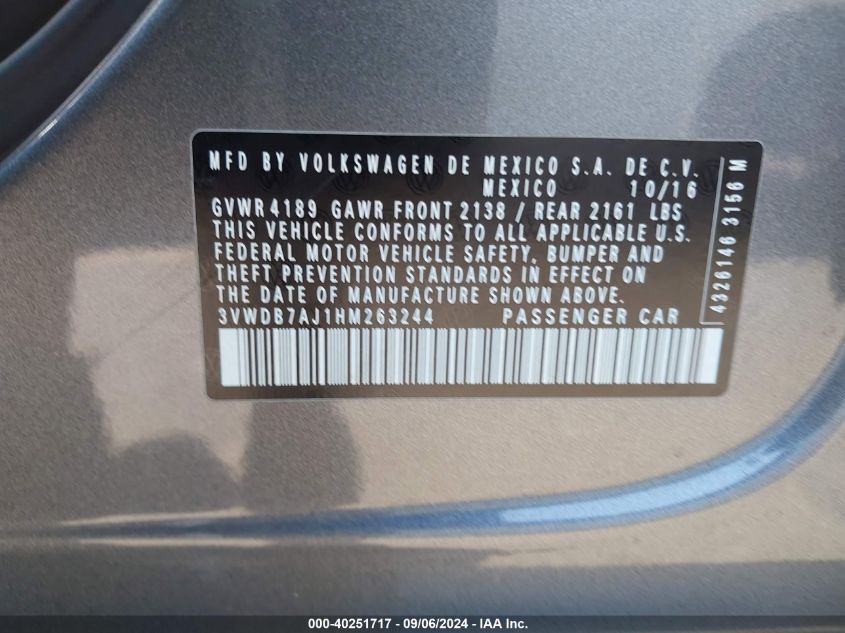 MFD BY VOLKSWAGEN DE MEXICO S.A. DE C.V.
MEXICO 10/16
GVWR 4189 GAWR FRONT 2138 / REAR 2161 LBS
THIS VEHICLE CONFORMS TO ALL APPLICABLE U.S.
FEDERAL MOTOR VEHICLE SAFETY, BUMPER AND
THEFT PREVENTION STANDARDS IN EFFECT ON
THE DATE OF MANUFACTURE SHOWN ABOVE.
3VWDB7AJ1HM263244 PASSENGER CAR
4326146 3156 M
000-40251717 - 09/06/2024 - IAA Inc.